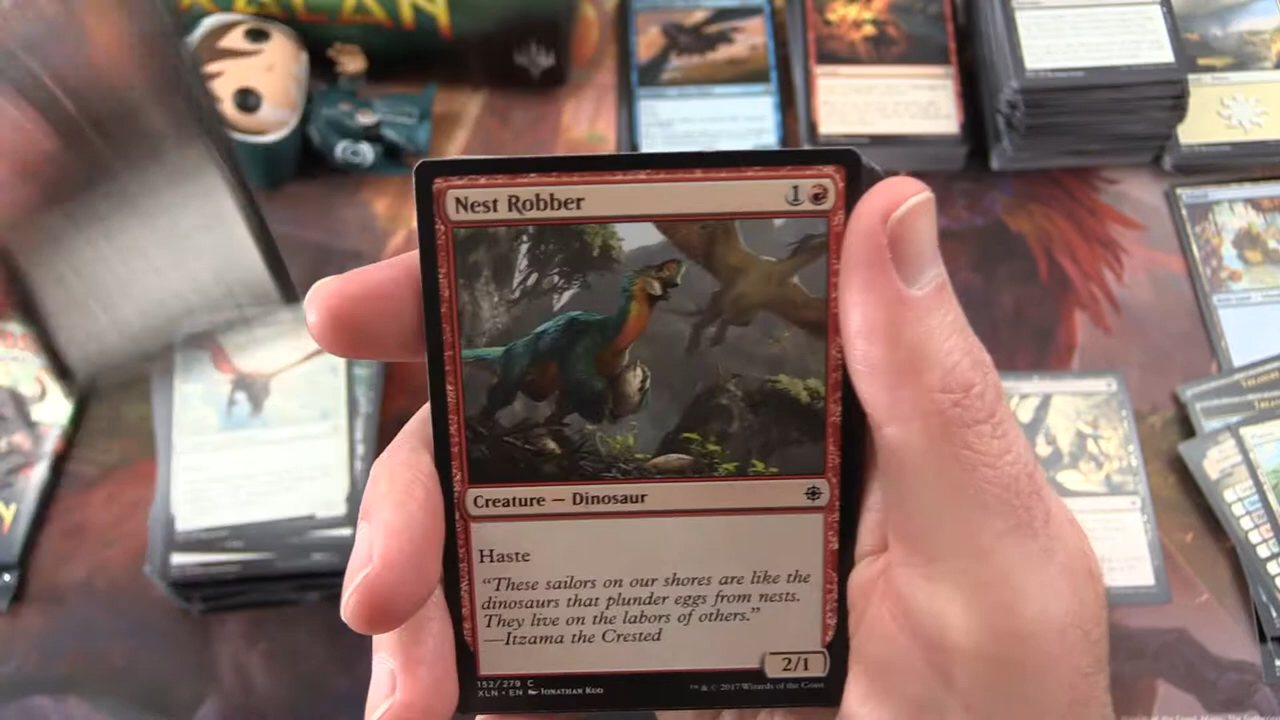 Nest Robber 1
Creature — Dinosaur
Haste
“These sailors on our shores are like the
dinosaurs that plunder eggs from nests.
They live on the labors of others.”
—Itzama the Crested
2/1
152/279 C
XLN • EN Jonathan Kuo
™ & © 2017 Wizards of the Coast